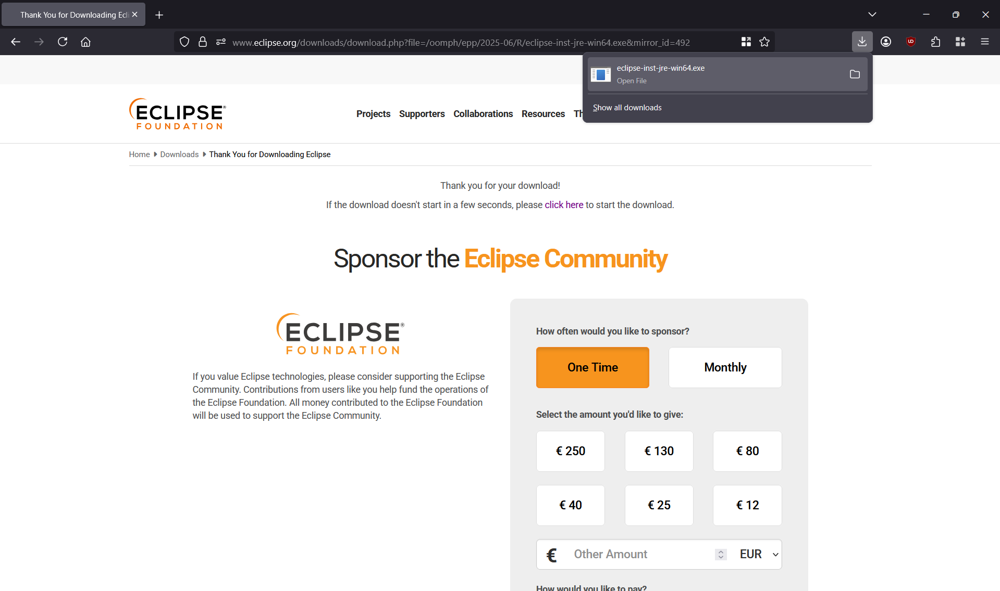 Thank You for Downloading Ecli
www.eclipse.org/downloads/download.php?file=/oomph/epp/2025-06/R/eclipse-inst-jre-win64.exe&mirror_id=492
eclipse-inst-jre-win64.exe
Open File
Show all downloads
ECLIPSE®
FOUNDATION
Projects Supporters Collaborations Resources Th
Home Downloads Thank You for Downloading Eclipse
Thank you for your download!
If the download doesn't start in a few seconds, please click here to start the download.
Sponsor the Eclipse Community
ECLIPSE®
FOUNDATION
If you value Eclipse technologies, please consider supporting the Eclipse
Community. Contributions from users like you help fund the operations of
the Eclipse Foundation. All money contributed to the Eclipse Foundation
will be used to support the Eclipse Community.
How often would you like to sponsor?
One Time Monthly
Select the amount you'd like to give:
€ 250 € 130 € 80
€ 40 € 25 € 12
€ Other Amount EUR
How would you like to pay?